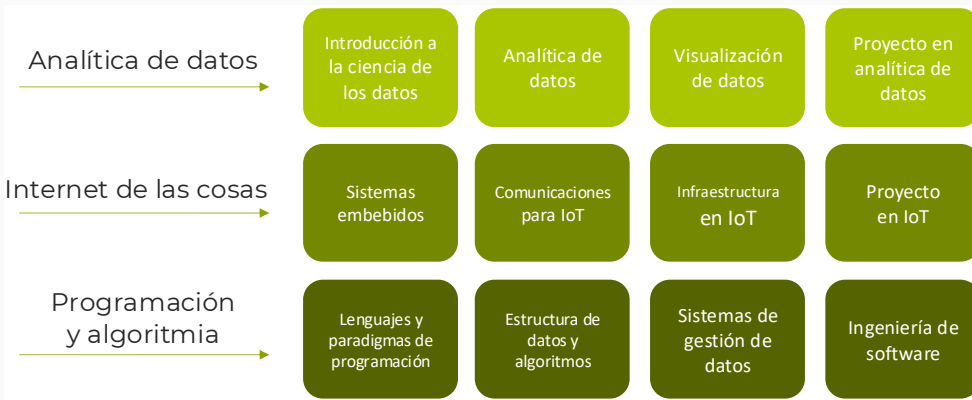 Analítica de datos
Introducción a
la ciencia de
los datos
Analítica de
datos
Visualización
de datos
Proyecto en
analítica de
datos
Internet de las cosas
Sistemas
embebidos
Comunicaciones
para IoT
Infraestructura
en IoT
Proyecto
en IoT
Programación
y algoritmia
Lenguajes y
paradigmas de
programación
Estructura de
datos y
algoritmos
Sistemas de
gestión de
datos
Ingeniería de
software